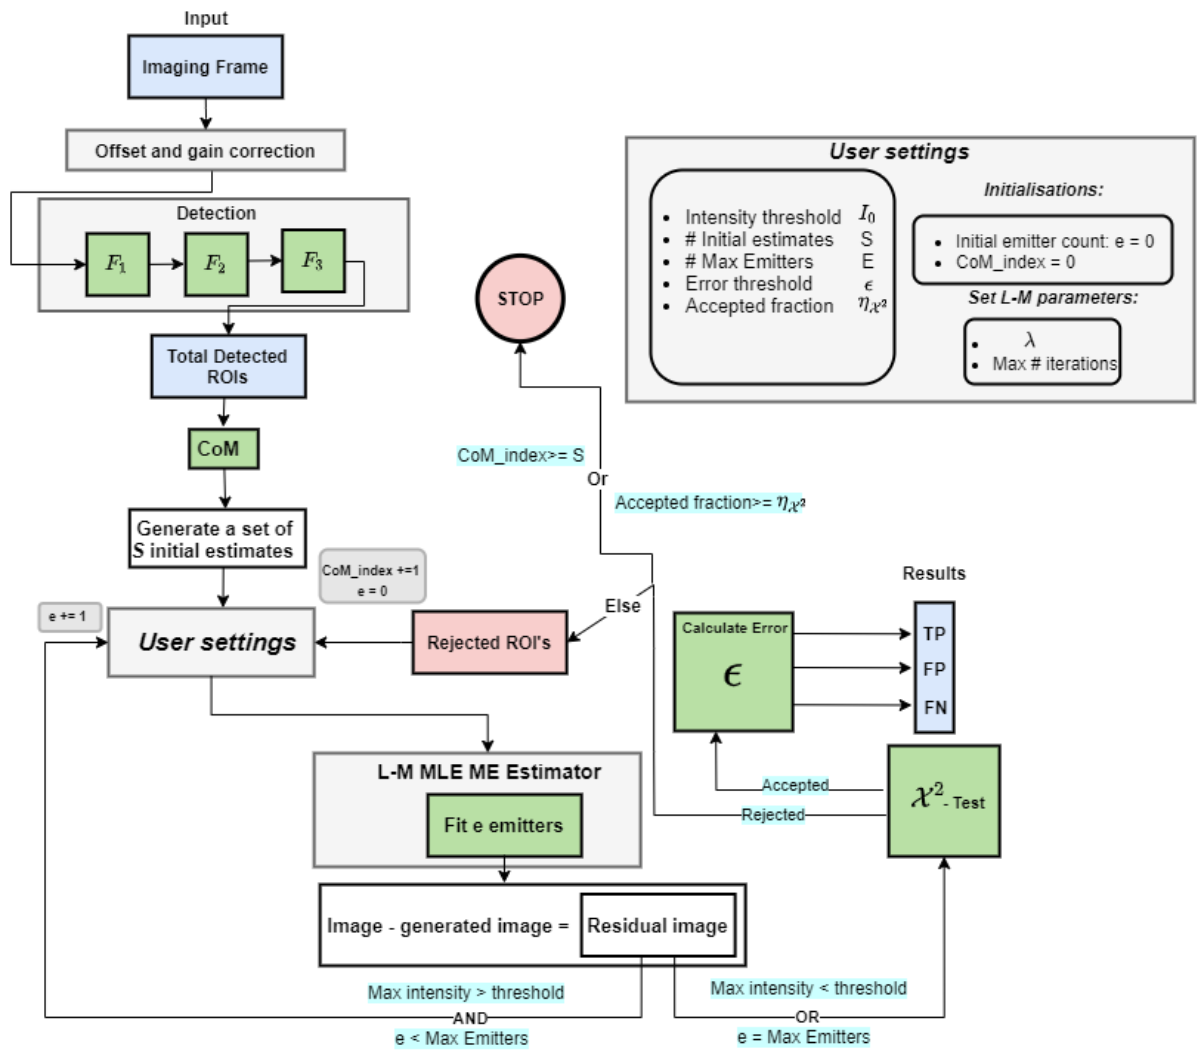 Input
Imaging Frame
Offset and gain correction
Detection
F₁
F₂
F₃
Total Detected
ROIs
CoM
Generate a set of
S initial estimates
e += 1
User settings
CoM_index +=1
e = 0
Rejected ROI's
Else
STOP
CoM_index>= S
Or
Accepted fraction>= η_𝒳²
User settings
• Intensity threshold I₀
• # Initial estimates S
• # Max Emitters E
• Error threshold ϵ
• Accepted fraction η_𝒳²
Initialisations:
• Initial emitter count: e = 0
• CoM_index = 0
Set L-M parameters:
• λ
• Max # iterations
L-M MLE ME Estimator
Fit e emitters
Image - generated image =
Residual image
Max intensity > threshold
AND
e < Max Emitters
Max intensity < threshold
OR
e = Max Emitters
𝒳² - Test
Accepted
Rejected
Calculate Error
ϵ
Results
TP
FP
FN